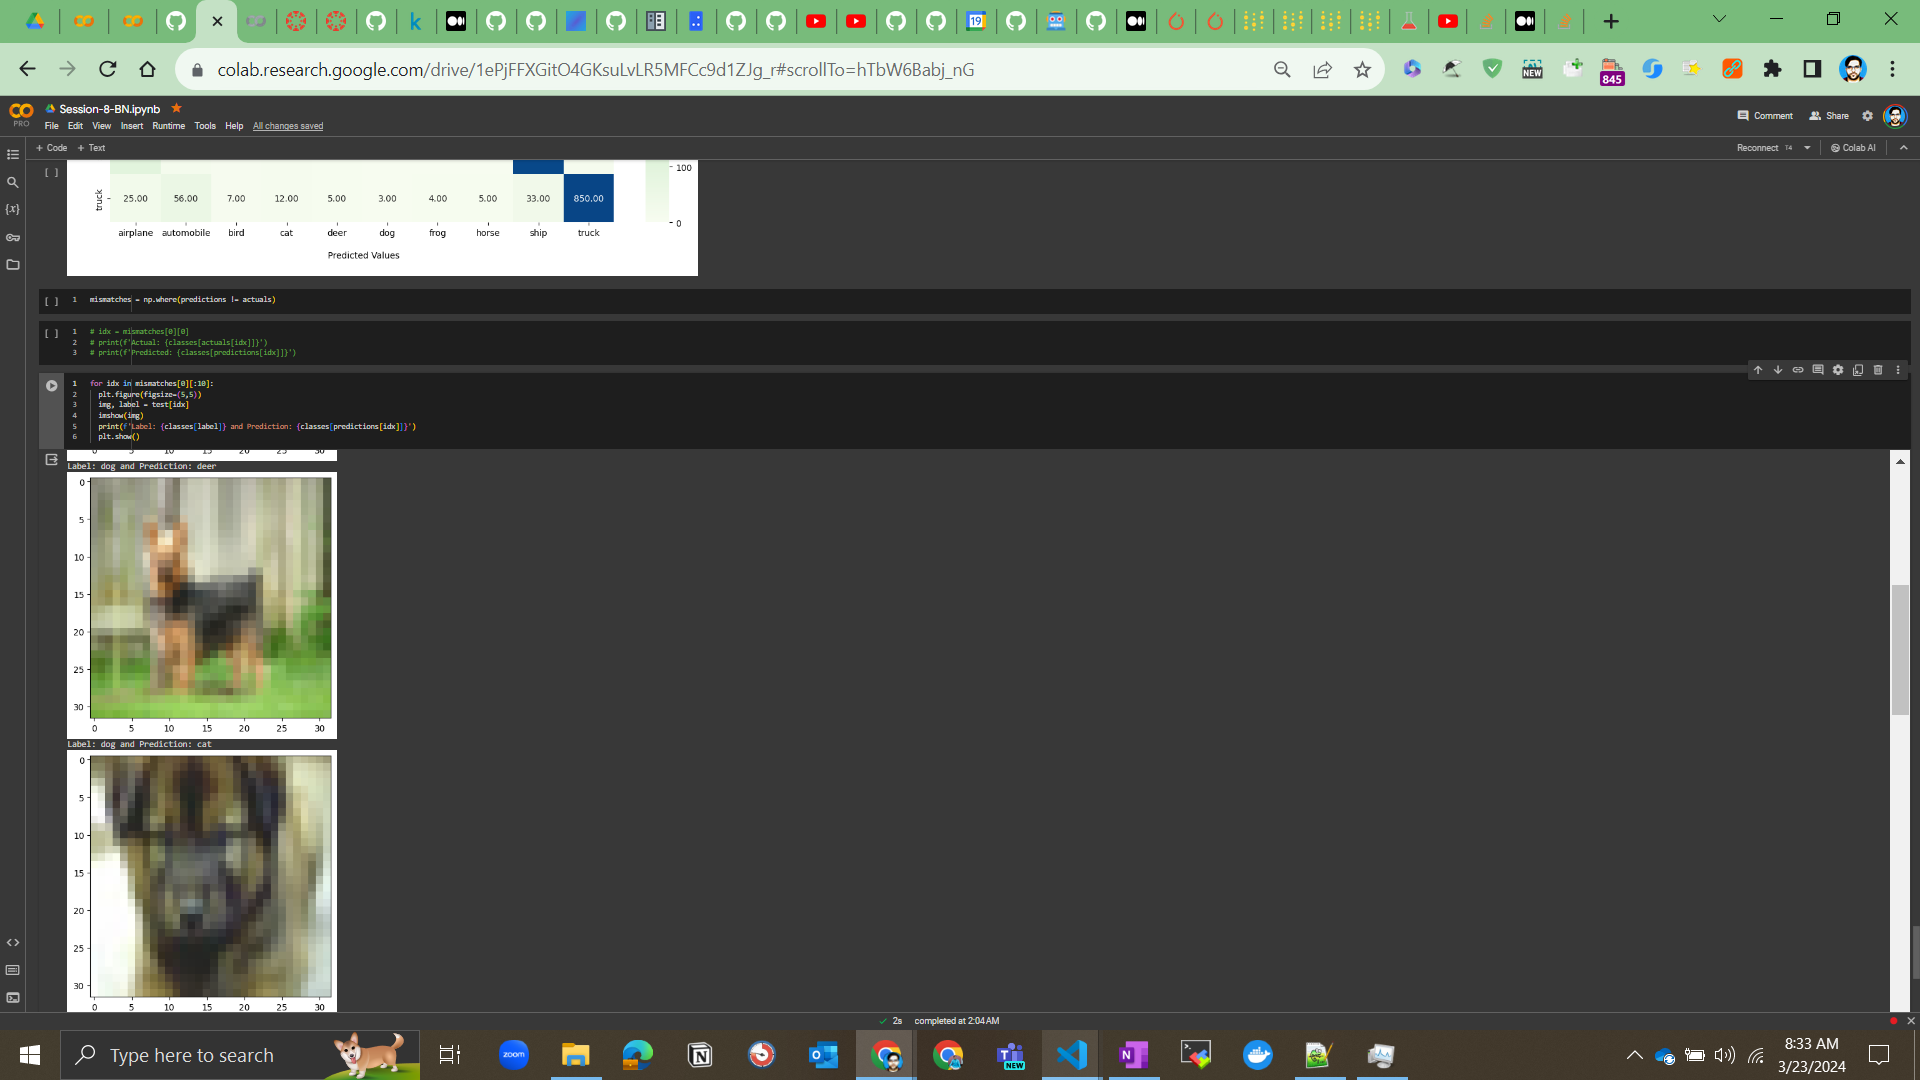 colab.research.google.com/drive/1ePjFFXGitO4GKsuLvLR5MFCc9d1ZJg_r#scrollTo=hTbW6Babj_nG
NEW
845
PRO
Session-8-BN.ipynb
Comment
Share
File Edit View Insert Runtime Tools Help All changes saved
+ Code + Text
Reconnect T4
Colab AI
[ ]
100
truck
25.00 56.00 7.00 12.00 5.00 3.00 4.00 5.00 33.00 850.00
0
airplane automobile bird cat deer dog frog horse ship truck
Predicted Values
[ ] 1 mismatches = np.where(predictions != actuals)
[ ] 1 # idx = mismatches[0][0]
2 # print(f'Actual: {classes[actuals[idx]]}')
3 # print(f'Predicted: {classes[predictions[idx]]}')
1 for idx in mismatches[0][:10]:
2 plt.figure(figsize=(5,5))
3 img, label = test[idx]
4 imshow(img)
5 print(f'Label: {classes[label]} and Prediction: {classes[predictions[idx]]}')
6 plt.show()
0 5 10 15 20 25 30
Label: dog and Prediction: deer
0
5
10
15
20
25
30
0 5 10 15 20 25 30
Label: dog and Prediction: cat
0
5
10
15
20
25
30
0 5 10 15 20 25 30
2s completed at 2:04 AM
Type here to search
zoom
NEW
8:33 AM
3/23/2024